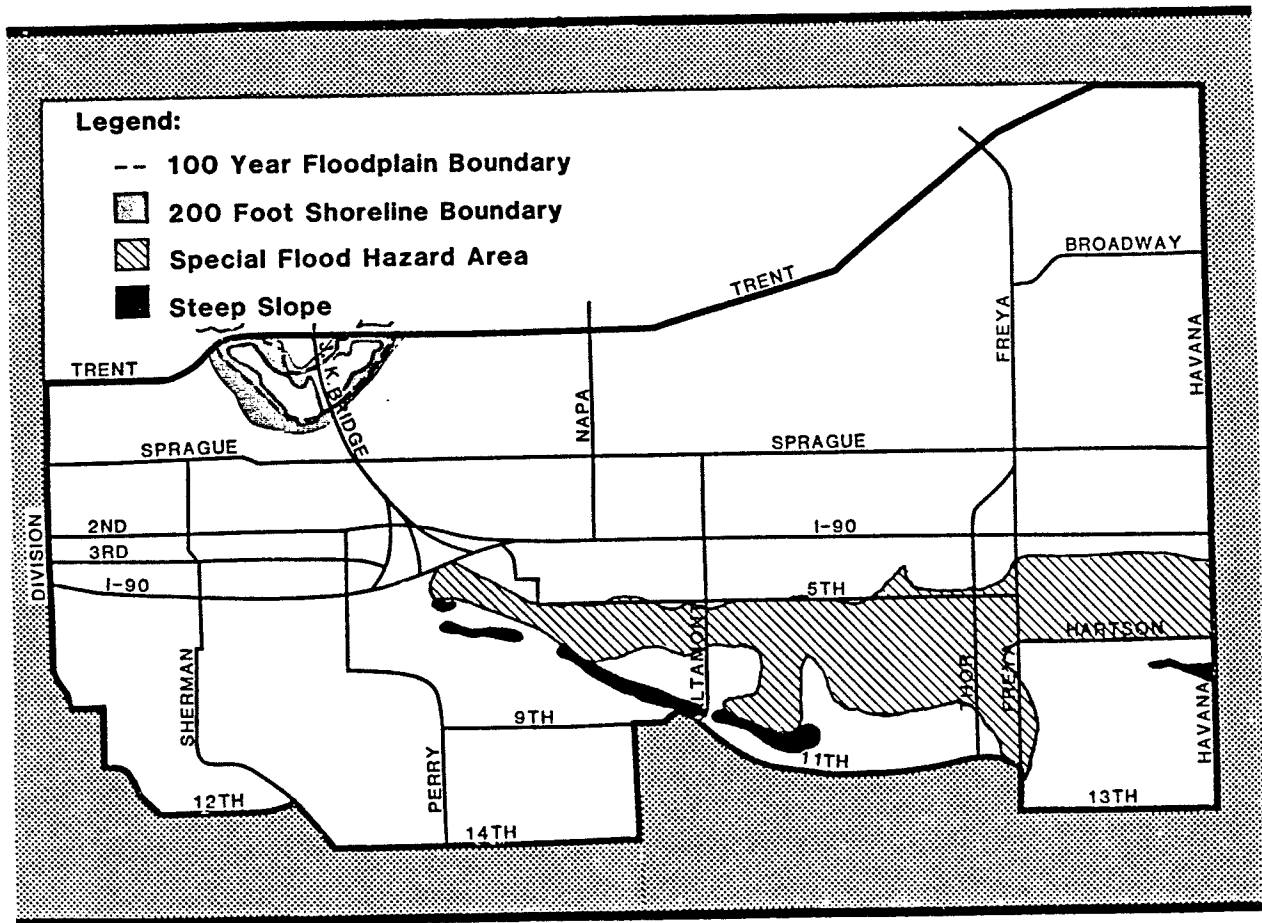 Legend:
-- 100 Year Floodplain Boundary
200 Foot Shoreline Boundary
Special Flood Hazard Area
Steep Slope
BROADWAY
TRENT
FREYA
HAVANA
TRENT
J. K. BRIDGE
NAPA
SPRAGUE
SPRAGUE
DIVISION
2ND
I-90
3RD
I-90
5TH
HARTSON
SHERMAN
ALTAMONT
THOR
FREYA
HAVANA
9TH
11TH
PERRY
12TH
13TH
14TH